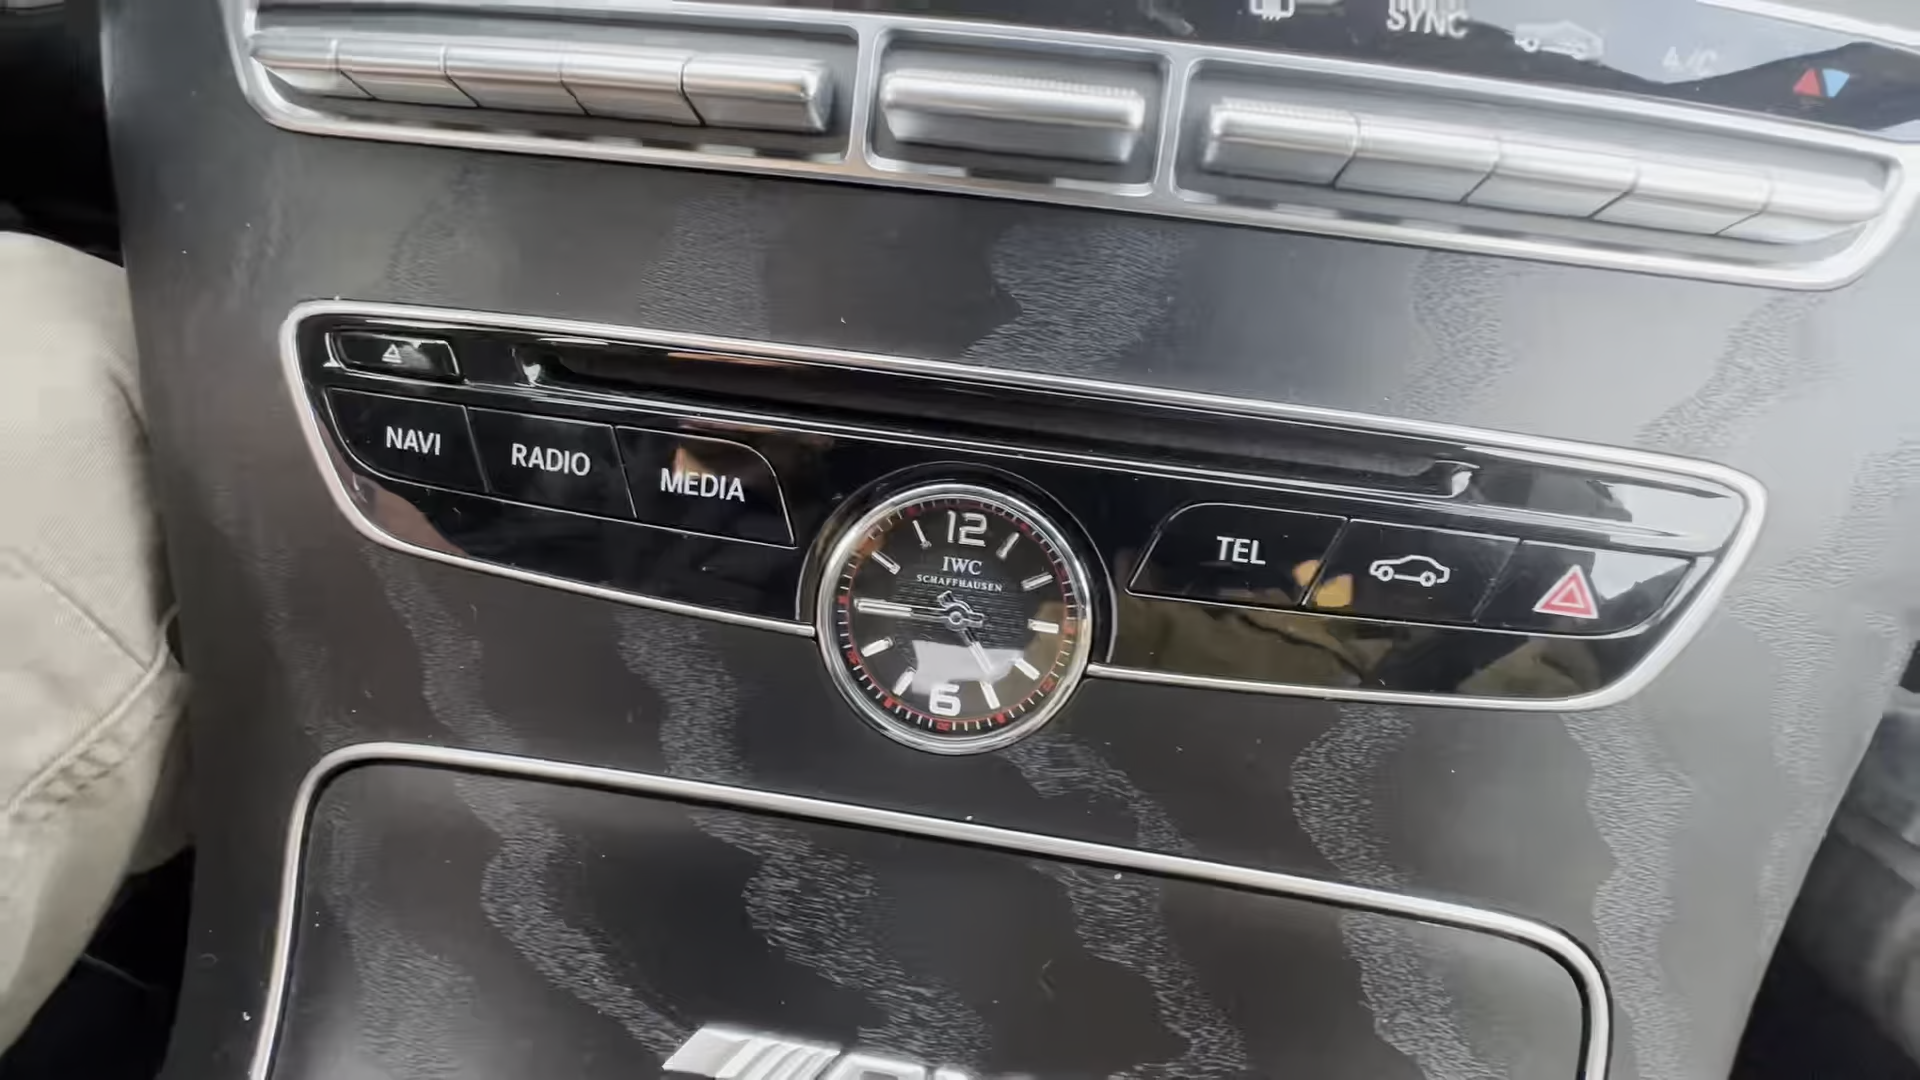 SYNC
A/C
NAVI
RADIO
MEDIA
TEL
12
IWC
SCHAFFHAUSEN
6